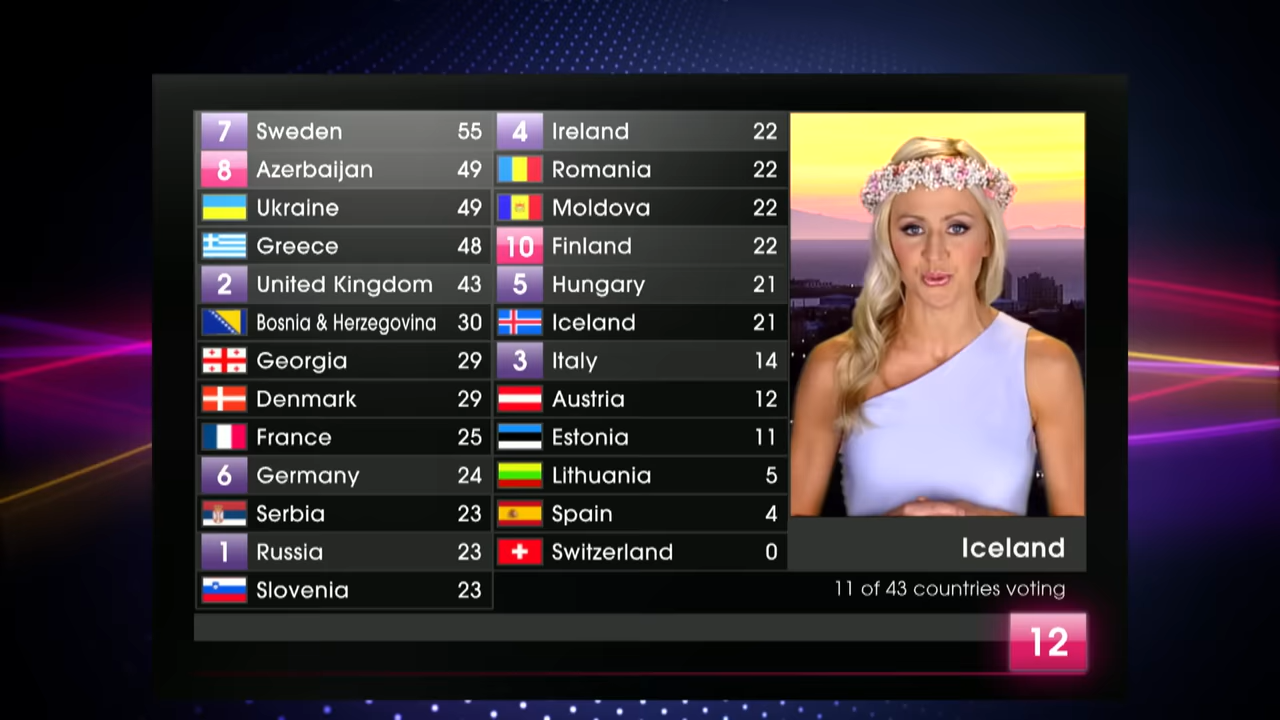 7 Sweden 55
8 Azerbaijan 49
Ukraine 49
Greece 48
2 United Kingdom 43
Bosnia & Herzegovina 30
Georgia 29
Denmark 29
France 25
6 Germany 24
Serbia 23
1 Russia 23
Slovenia 23
4 Ireland 22
Romania 22
Moldova 22
10 Finland 22
5 Hungary 21
Iceland 21
3 Italy 14
Austria 12
Estonia 11
Lithuania 5
Spain 4
Switzerland 0
Iceland
11 of 43 countries voting
12